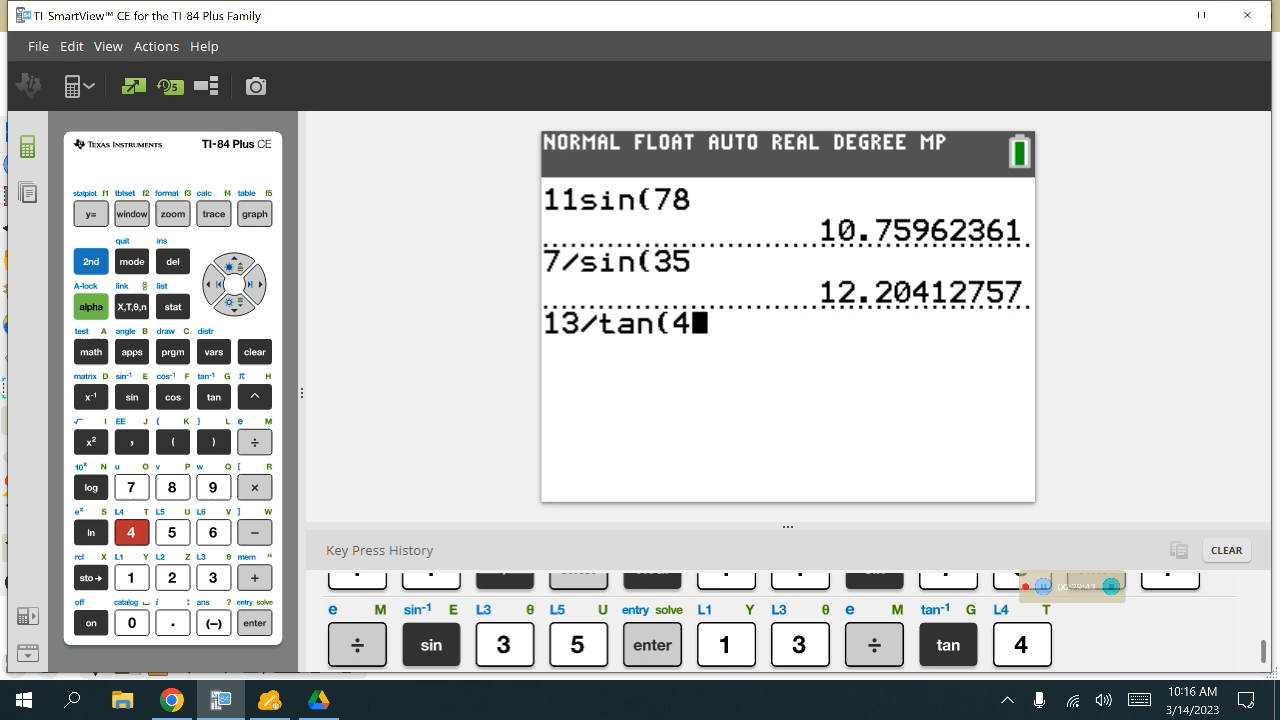 TI-SmartView™ CE for the TI-84 Plus Family
File Edit View Actions Help
TEXAS INSTRUMENTS TI-84 Plus CE
statplot f1 tblset f2 format f3 calc f4 table f5
y= window zoom trace graph
quit ins
2nd mode del
A-lock link list
alpha X,T,θ,n stat
test A angle B draw C distr
math apps prgm vars clear
matrix D sin⁻¹ E cos⁻¹ F tan⁻¹ G π H
x⁻¹ sin cos tan ^
√ I EE J { K } L e M
x² , ( ) ÷
10ˣ N u O v P w Q [ R
log 7 8 9 ×
eˣ S L4 T L5 U L6 V ] W
ln 4 5 6 −
rcl X L1 Y L2 Z L3 θ mem “
sto→ 1 2 3 +
off catalog ⎵ i : ans ? entry solve
on 0 . (−) enter
NORMAL FLOAT AUTO REAL DEGREE MP
11sin(78
10.75962361
7/sin(35
12.20412757
13/tan(4
Key Press History
CLEAR
e M sin⁻¹ E L3 θ L5 U entry solve L1 Y L3 θ e M tan⁻¹ G L4 T
÷ sin 3 5 enter 1 3 ÷ tan 4
10:16 AM
3/14/2023